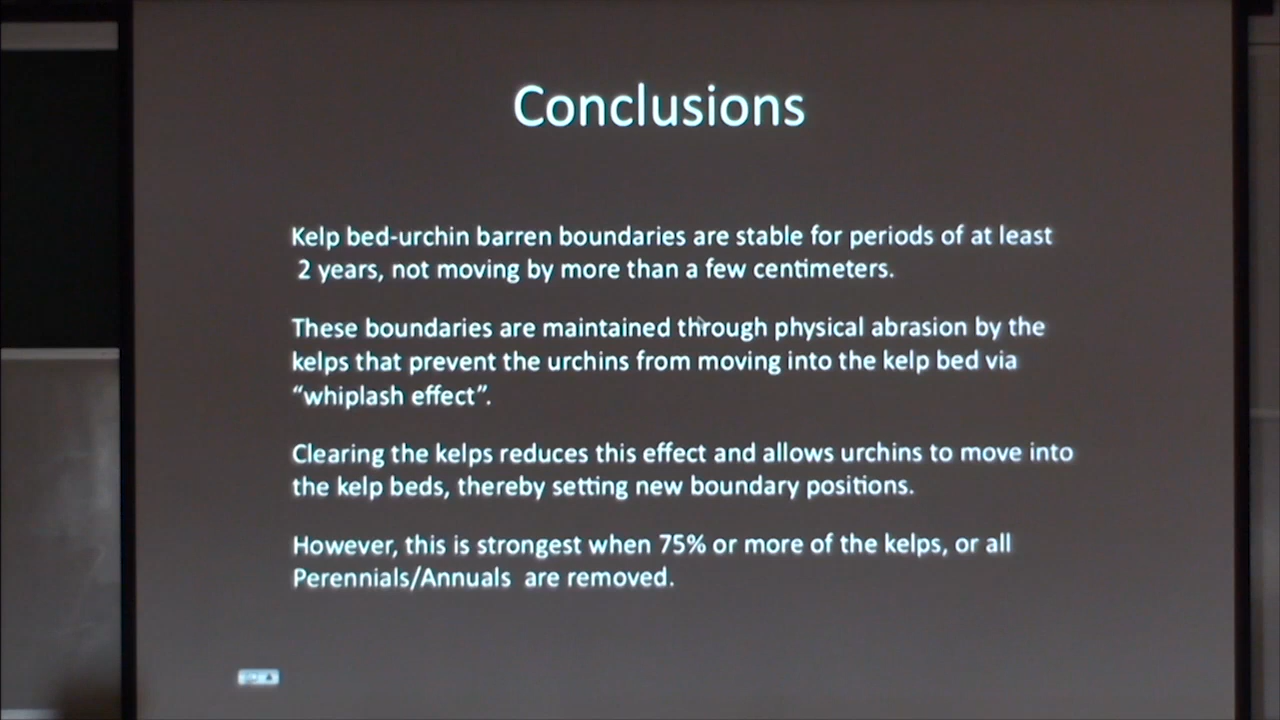 Conclusions
Kelp bed-urchin barren boundaries are stable for periods of at least
2 years, not moving by more than a few centimeters.
These boundaries are maintained through physical abrasion by the
kelps that prevent the urchins from moving into the kelp bed via
“whiplash effect”.
Clearing the kelps reduces this effect and allows urchins to move into
the kelp beds, thereby setting new boundary positions.
However, this is strongest when 75% or more of the kelps, or all
Perennials/Annuals  are removed.